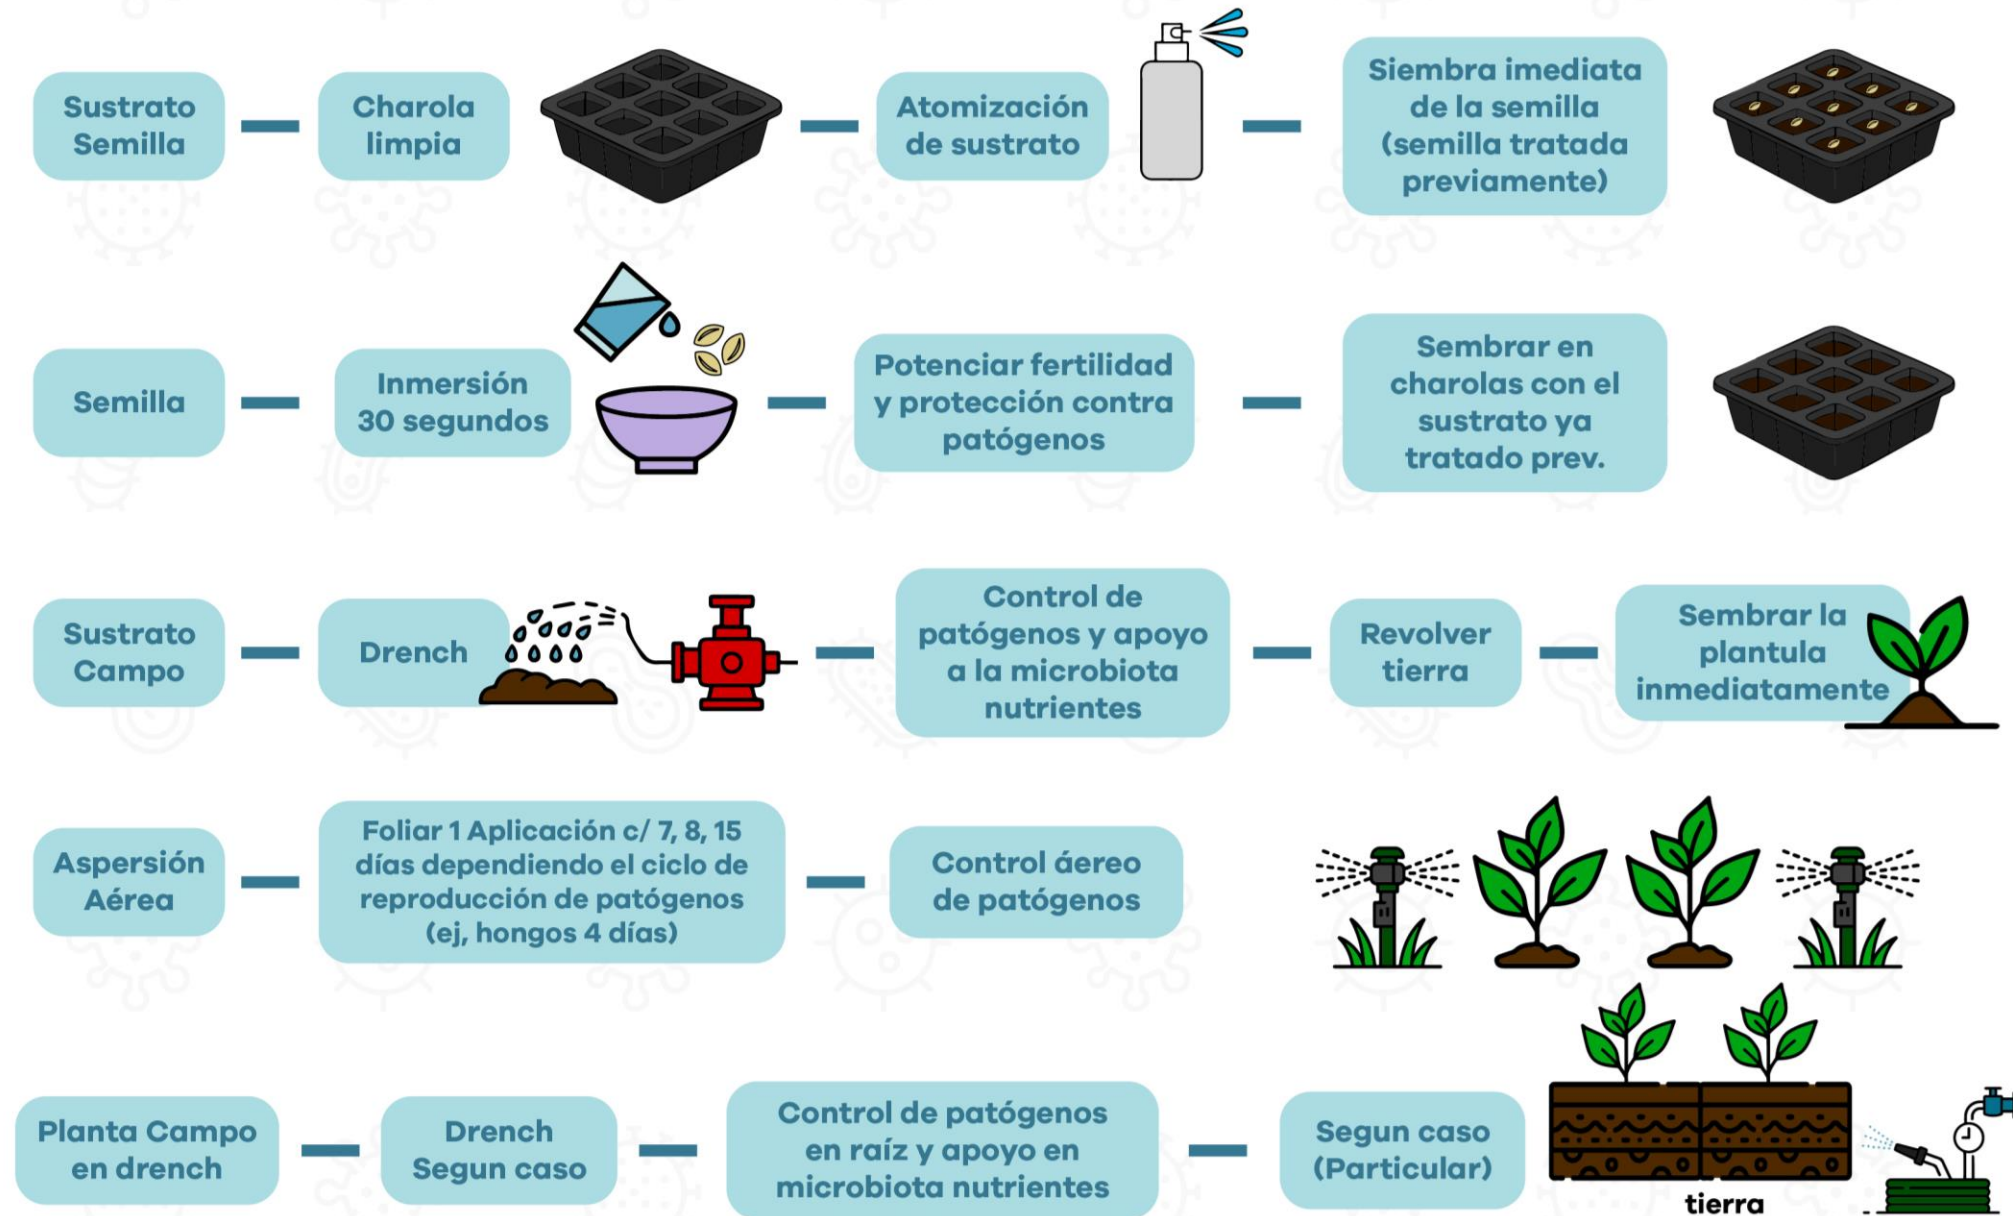 Sustrato
Semilla
Charola
limpia
Atomización
de sustrato
Siembra imediata
de la semilla
(semilla tratada
previamente)
Semilla
Inmersión
30 segundos
Potenciar fertilidad
y protección contra
patógenos
Sembrar en
charolas con el
sustrato ya
tratado prev.
Sustrato
Campo
Drench
Control de
patógenos y apoyo
a la microbiota
nutrientes
Revolver
tierra
Sembrar la
plantula
inmediatamente
Aspersión
Aérea
Foliar 1 Aplicación c/ 7, 8, 15
días dependiendo el ciclo de
reproducción de patógenos
(ej, hongos 4 días)
Control áereo
de patógenos
Planta Campo
en drench
Drench
Segun caso
Control de patógenos
en raíz y apoyo en
microbiota nutrientes
Segun caso
(Particular)
tierra